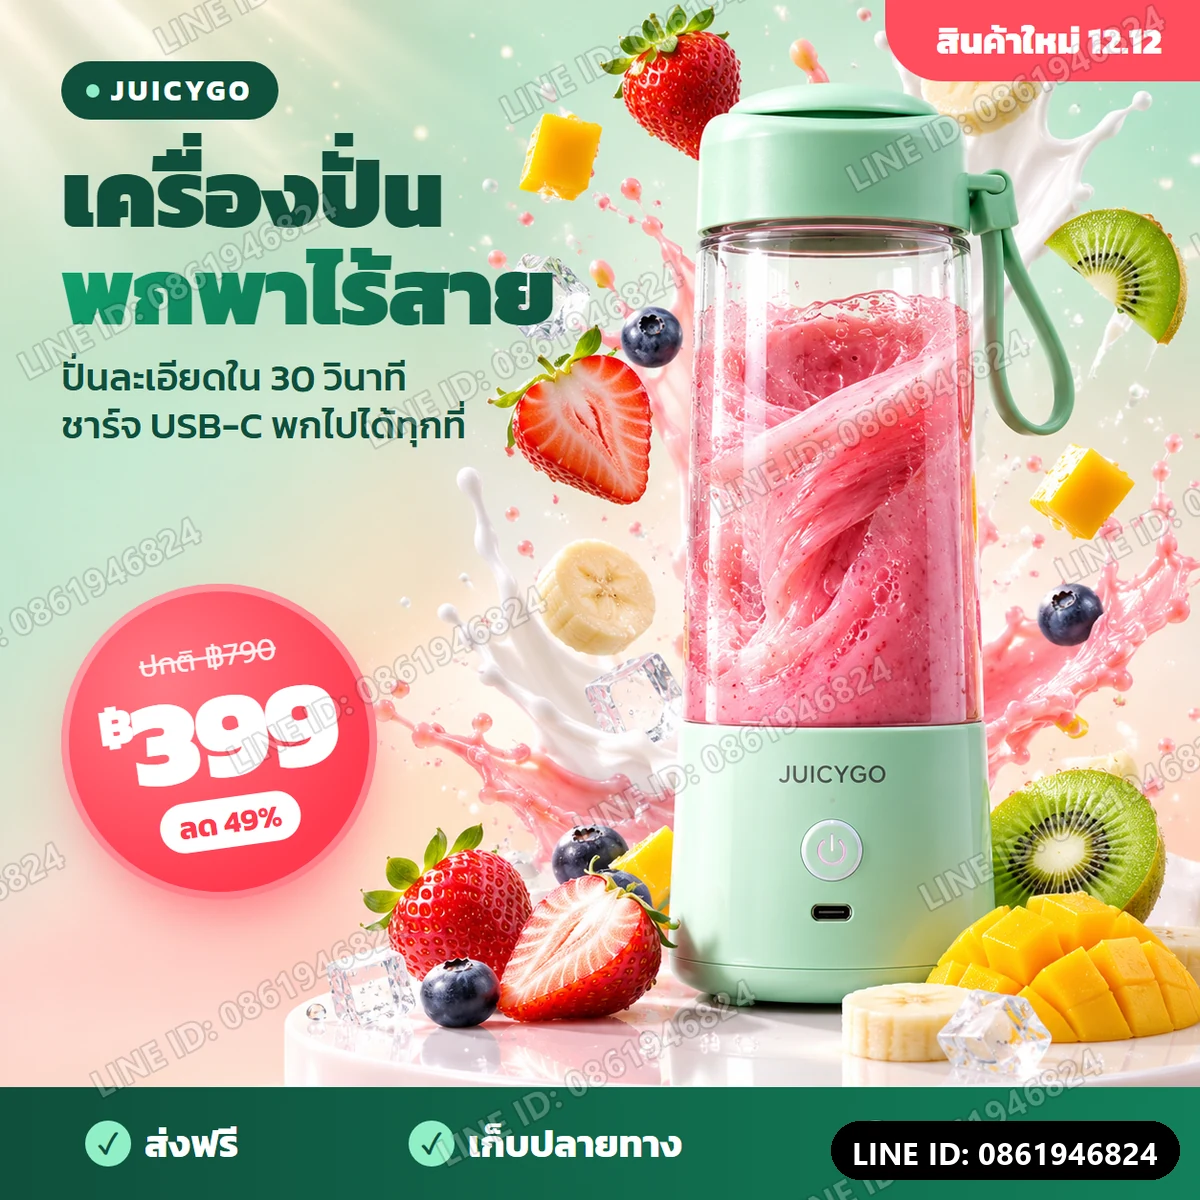 สินค้าใหม่ 12.12
JUICYGO
เครื่องปั่น
พกพาไร้สาย
ปั่นละเอียดใน 30 วินาที
ชาร์จ USB-C พกไปได้ทุกที่
ปกติ ฿790
฿399
ลด 49%
JUICYGO
ส่งฟรี
เก็บปลายทาง
LINE ID: 0861946824